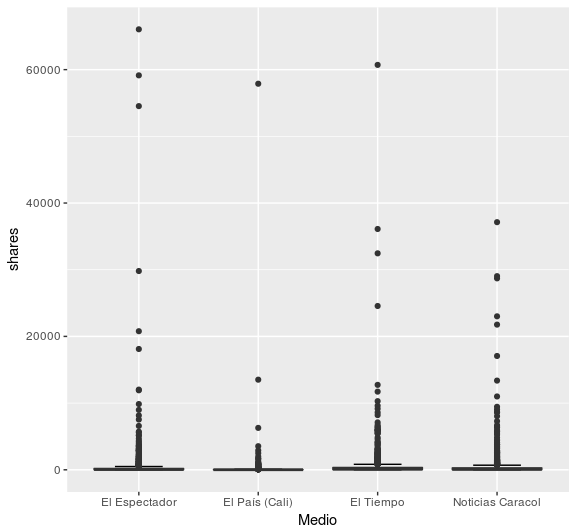 60000
40000
20000
0
shares
El Espectador
El País (Cali)
El Tiempo
Noticias Caracol
Medio